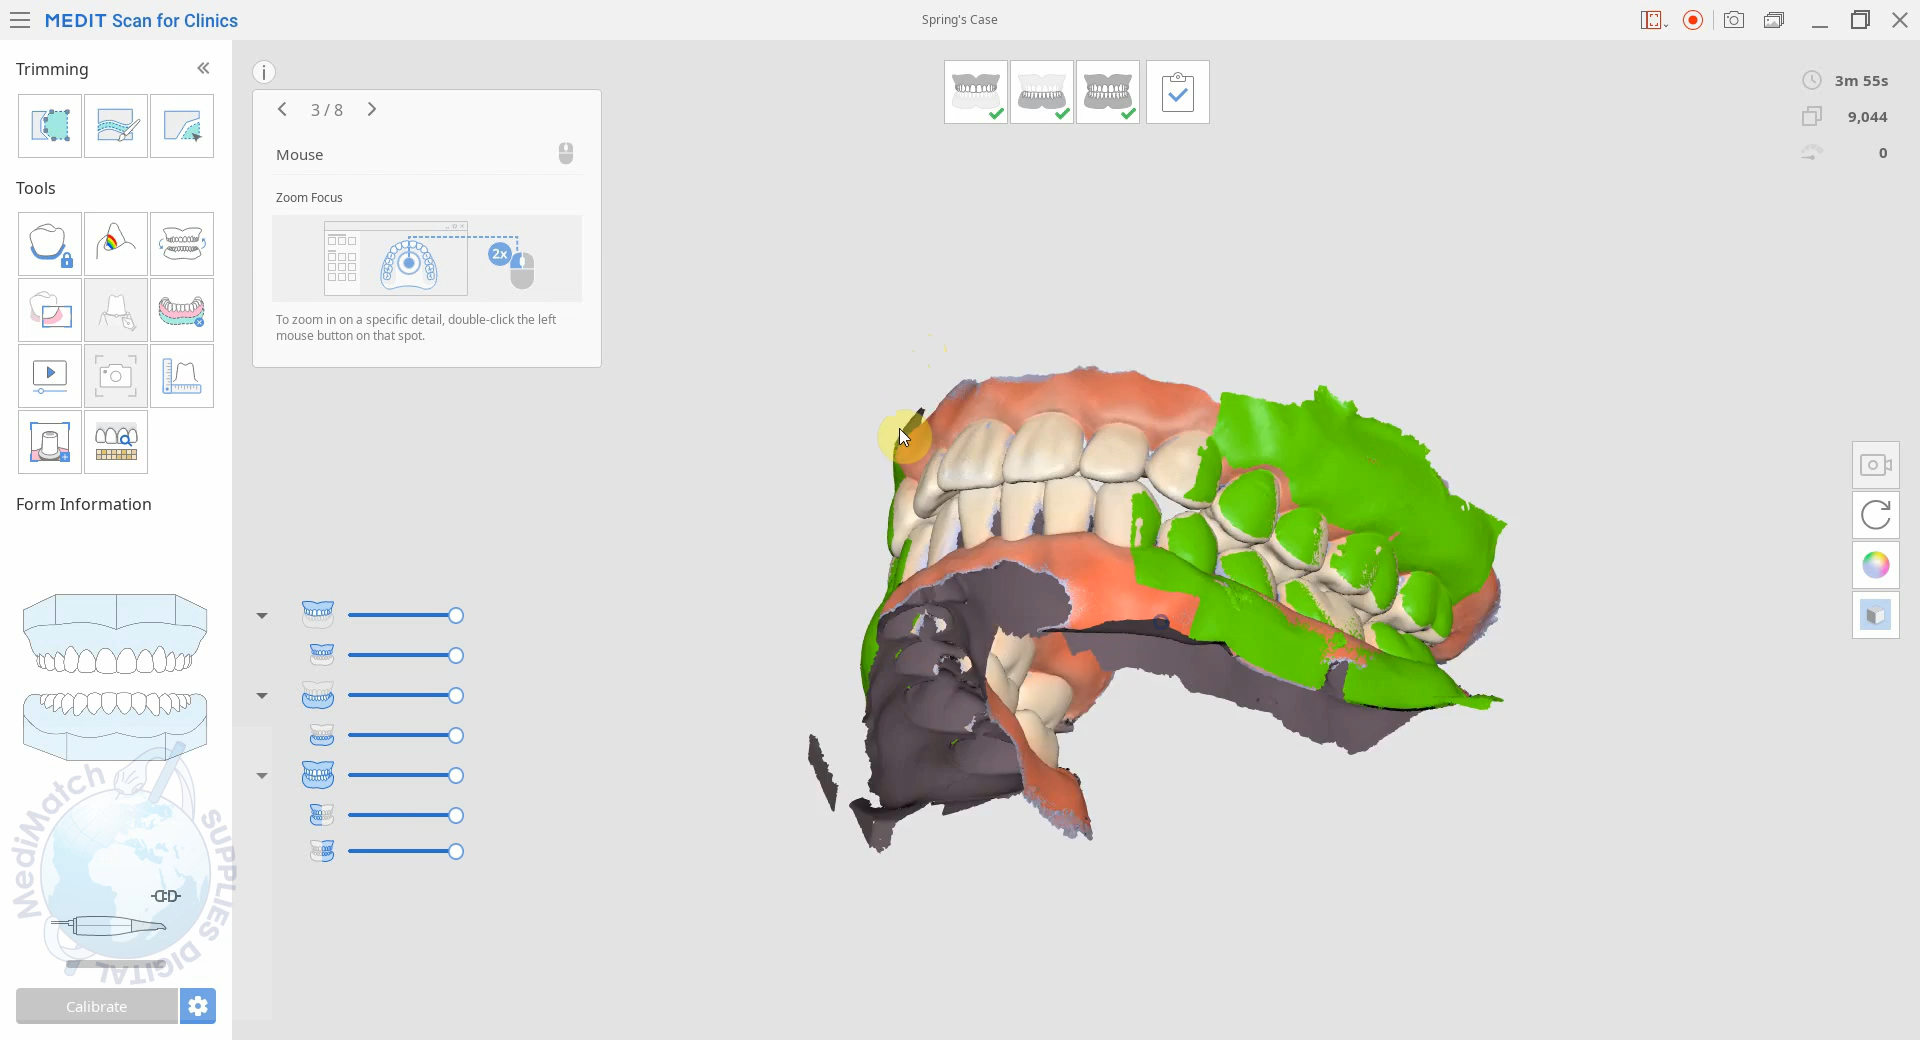 MEDIT Scan for Clinics
Spring's Case
Trimming
3 / 8
3m 55s
9,044
0
Mouse
Zoom Focus
2x
To zoom in on a specific detail, double-click the left
mouse button on that spot.
Tools
Form Information
MediMatch
DIGITAL SUPPLIES
Calibrate